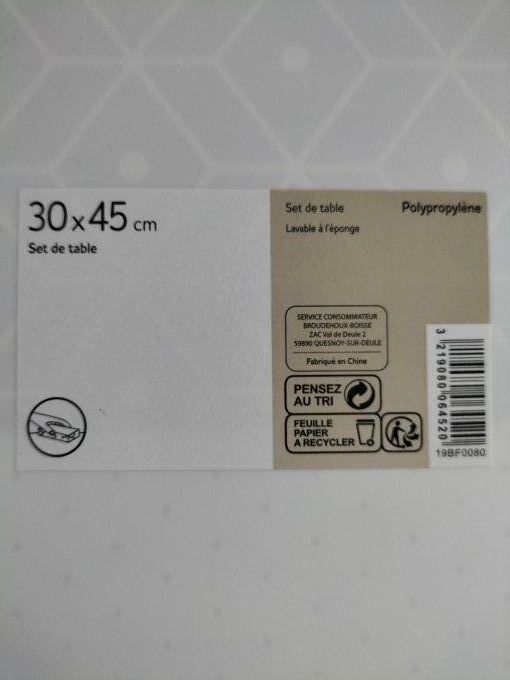 30x45 cm
Set de table
Set de table
Polypropylène
Lavable à l'éponge
SERVICE CONSOMMATEUR
BROUDEHOUX-BOISSE
ZAC Val de Deule 2
59890 QUESNOY-SUR-DEULE
Fabriqué en Chine
PENSEZ
AU TRI
FEUILLE
PAPIER
A RECYCLER
3 219080 064520
19BF0080